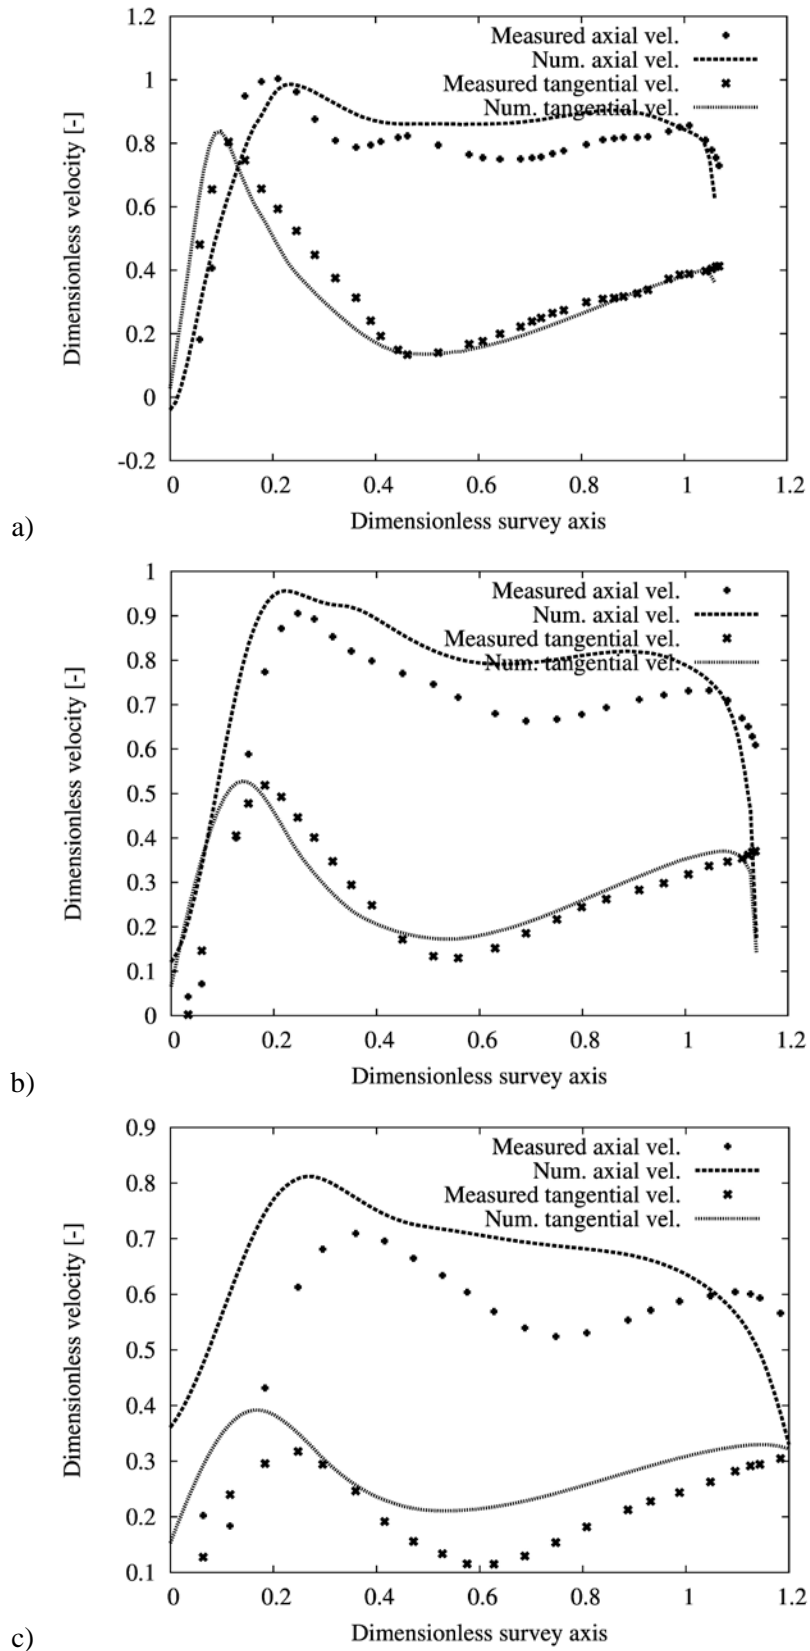 1.2
Measured axial vel.
Num. axial vel.
Measured tangential vel.
Num. tangential vel.
1
0.8
0.6
0.4
0.2
0
-0.2
Dimensionless velocity [-]
0 0.2 0.4 0.6 0.8 1 1.2
Dimensionless survey axis
a)
1
Measured axial vel.
Num. axial vel.
Measured tangential vel.
Num. tangential vel.
0.9
0.8
0.7
0.6
0.5
0.4
0.3
0.2
0.1
0
Dimensionless velocity [-]
0 0.2 0.4 0.6 0.8 1 1.2
Dimensionless survey axis
b)
0.9
Measured axial vel.
Num. axial vel.
Measured tangential vel.
Num. tangential vel.
0.8
0.7
0.6
0.5
0.4
0.3
0.2
0.1
Dimensionless velocity [-]
0 0.2 0.4 0.6 0.8 1 1.2
Dimensionless survey axis
c)